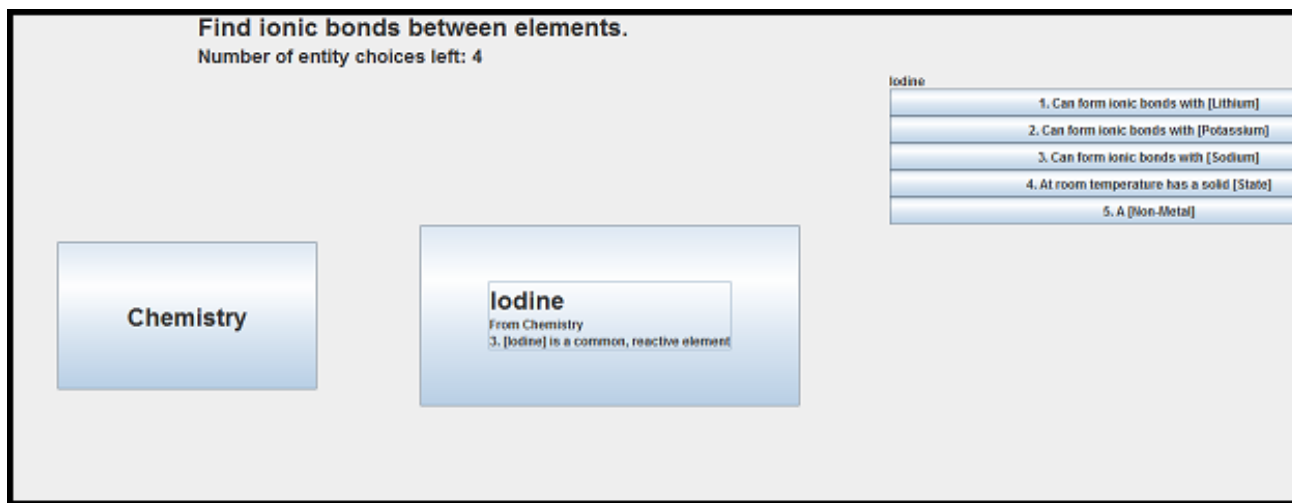 Find ionic bonds between elements.
Number of entity choices left: 4
Iodine
1. Can form ionic bonds with [Lithium]
2. Can form ionic bonds with [Potassium]
3. Can form ionic bonds with [Sodium]
4. At room temperature has a solid [State]
5. A [Non-Metal]
Chemistry
Iodine
From Chemistry
3. [Iodine] is a common, reactive element